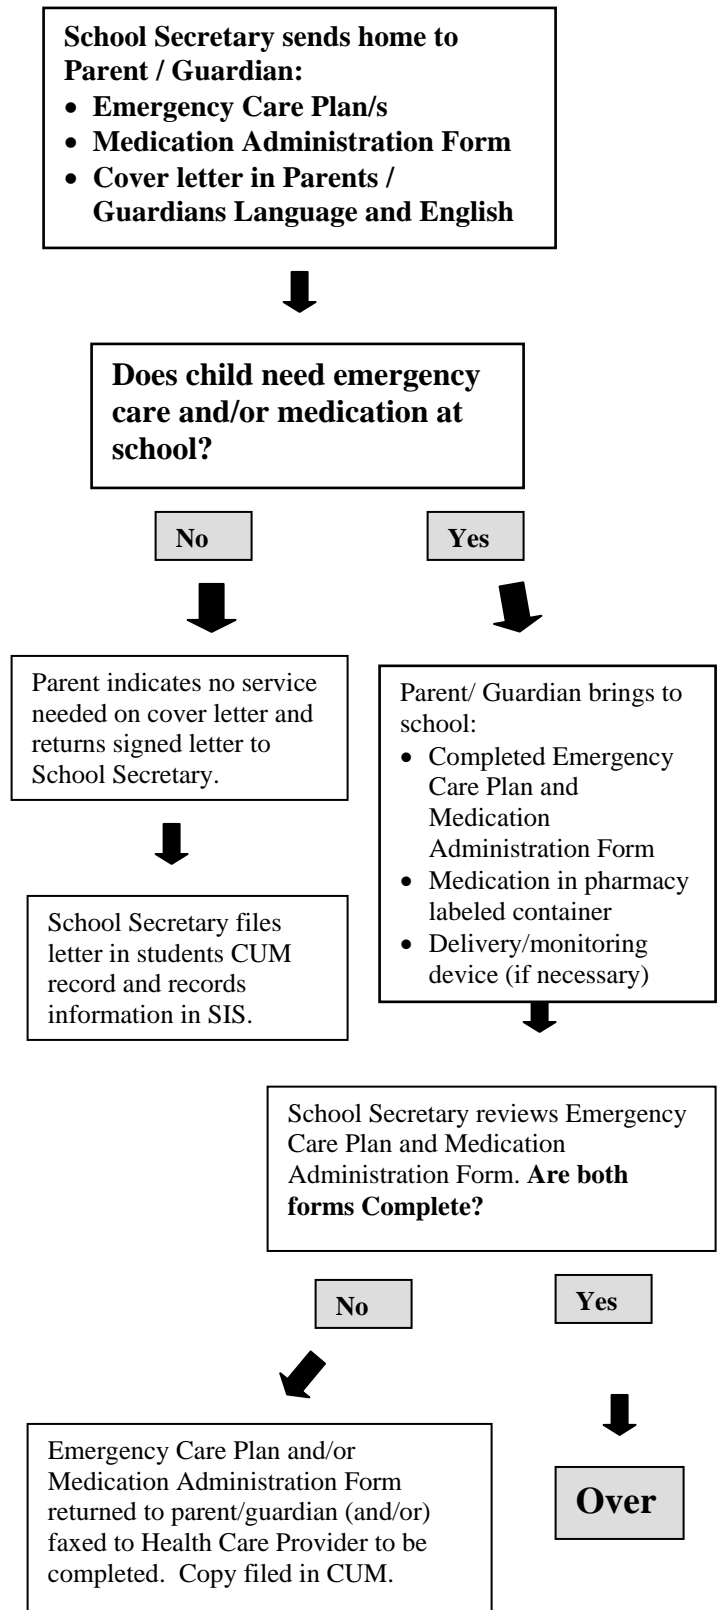 School Secretary sends home to
Parent / Guardian:
• Emergency Care Plan/s
• Medication Administration Form
• Cover letter in Parents /
Guardians Language and English
Does child need emergency
care and/or medication at
school?
No
Yes
Parent indicates no service
needed on cover letter and
returns signed letter to
School Secretary.
School Secretary files
letter in students CUM
record and records
information in SIS.
Parent/ Guardian brings to
school:
• Completed Emergency
Care Plan and
Medication
Administration Form
• Medication in pharmacy
labeled container
• Delivery/monitoring
device (if necessary)
School Secretary reviews Emergency
Care Plan and Medication
Administration Form. Are both
forms Complete?
No
Yes
Emergency Care Plan and/or
Medication Administration Form
returned to parent/guardian (and/or)
faxed to Health Care Provider to be
completed.  Copy filed in CUM.
Over